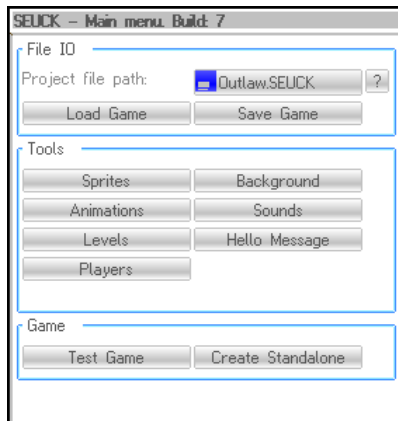 SEUCK - Main menu. Build: 7
File IO
Project file path: Outlaw.SEUCK ?
Load Game Save Game
Tools
Sprites Background
Animations Sounds
Levels Hello Message
Players
Game
Test Game Create Standalone